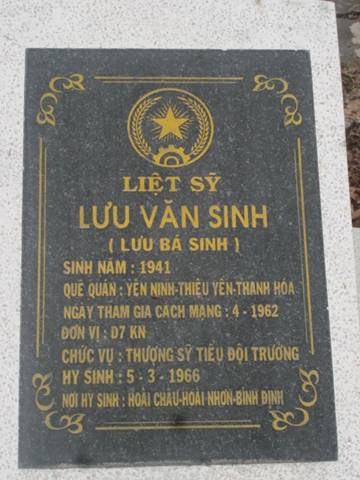 LIỆT SỸ
LƯU VĂN SINH
( LƯU BÁ SINH )
SINH NĂM : 1941
QUÊ QUÁN : YÊN NINH-THIỆU YÊN-THANH HÓA
NGÀY THAM GIA CÁCH MẠNG : 4 - 1962
ĐƠN VỊ : D7 KN
CHỨC VỤ : THƯỢNG SỸ TIỂU ĐỘI TRƯỞNG
HY SINH : 5 - 3 - 1966
NƠI HY SINH : HOÀI CHÂU-HOÀI NHƠN-BÌNH ĐỊNH